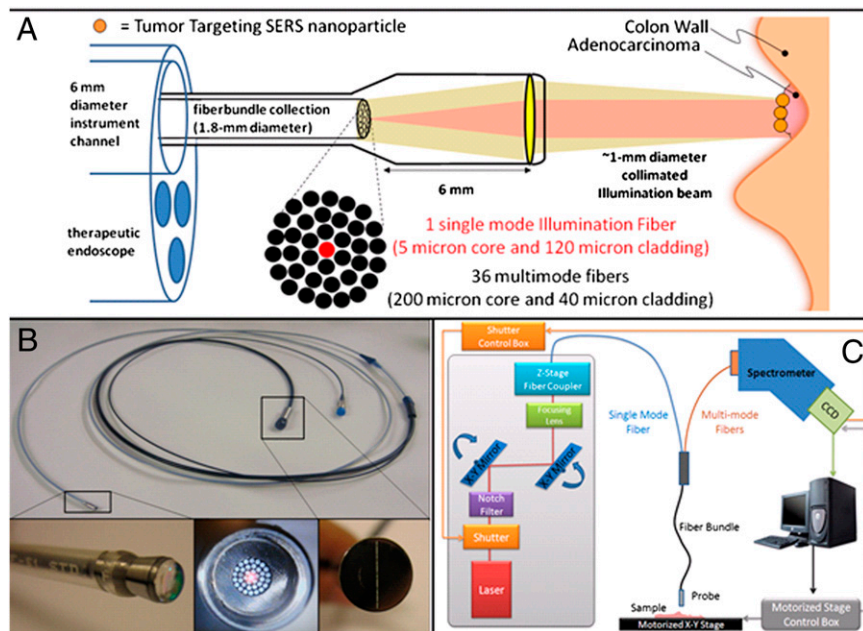 A
= Tumor Targeting SERS nanoparticle
Colon Wall
Adenocarcinoma
6 mm
diameter
instrument
channel
fiberbundle collection
(1.8-mm diameter)
6 mm
~1-mm diameter
collimated
Illumination beam
therapeutic
endoscope
1 single mode Illumination Fiber
(5 micron core and 120 micron cladding)
36 multimode fibers
(200 micron core and 40 micron cladding)
B
C
Shutter
Control Box
Z-Stage
Fiber Coupler
Focusing
Lens
X-Y Mirror
X-Y Mirror
Notch
Filter
Shutter
Laser
Single Mode
Fiber
Multi-mode
Fibers
Spectrometer
CCD
Fiber Bundle
Probe
Sample
Motorized X-Y Stage
Motorized Stage
Control Box